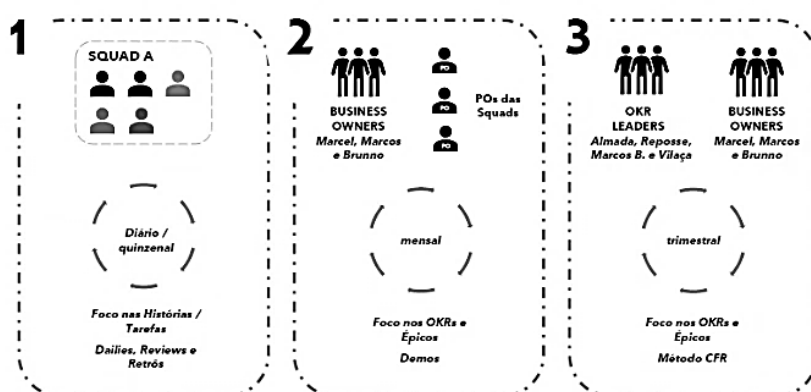 1
SQUAD A
Diário /
quinzenal
Foco nas Histórias /
Tarefas
Dailies, Reviews e
Retrôs
2
BUSINESS
OWNERS
Marcel, Marcos
e Brunno
PO
PO
PO
POs das
Squads
mensal
Foco nos OKRs e
Épicos
Demos
3
OKR
LEADERS
Almada, Reposse,
Marcos B. e Vilaça
BUSINESS
OWNERS
Marcel, Marcos
e Brunno
trimestral
Foco nos OKRs e
Épicos
Método CFR